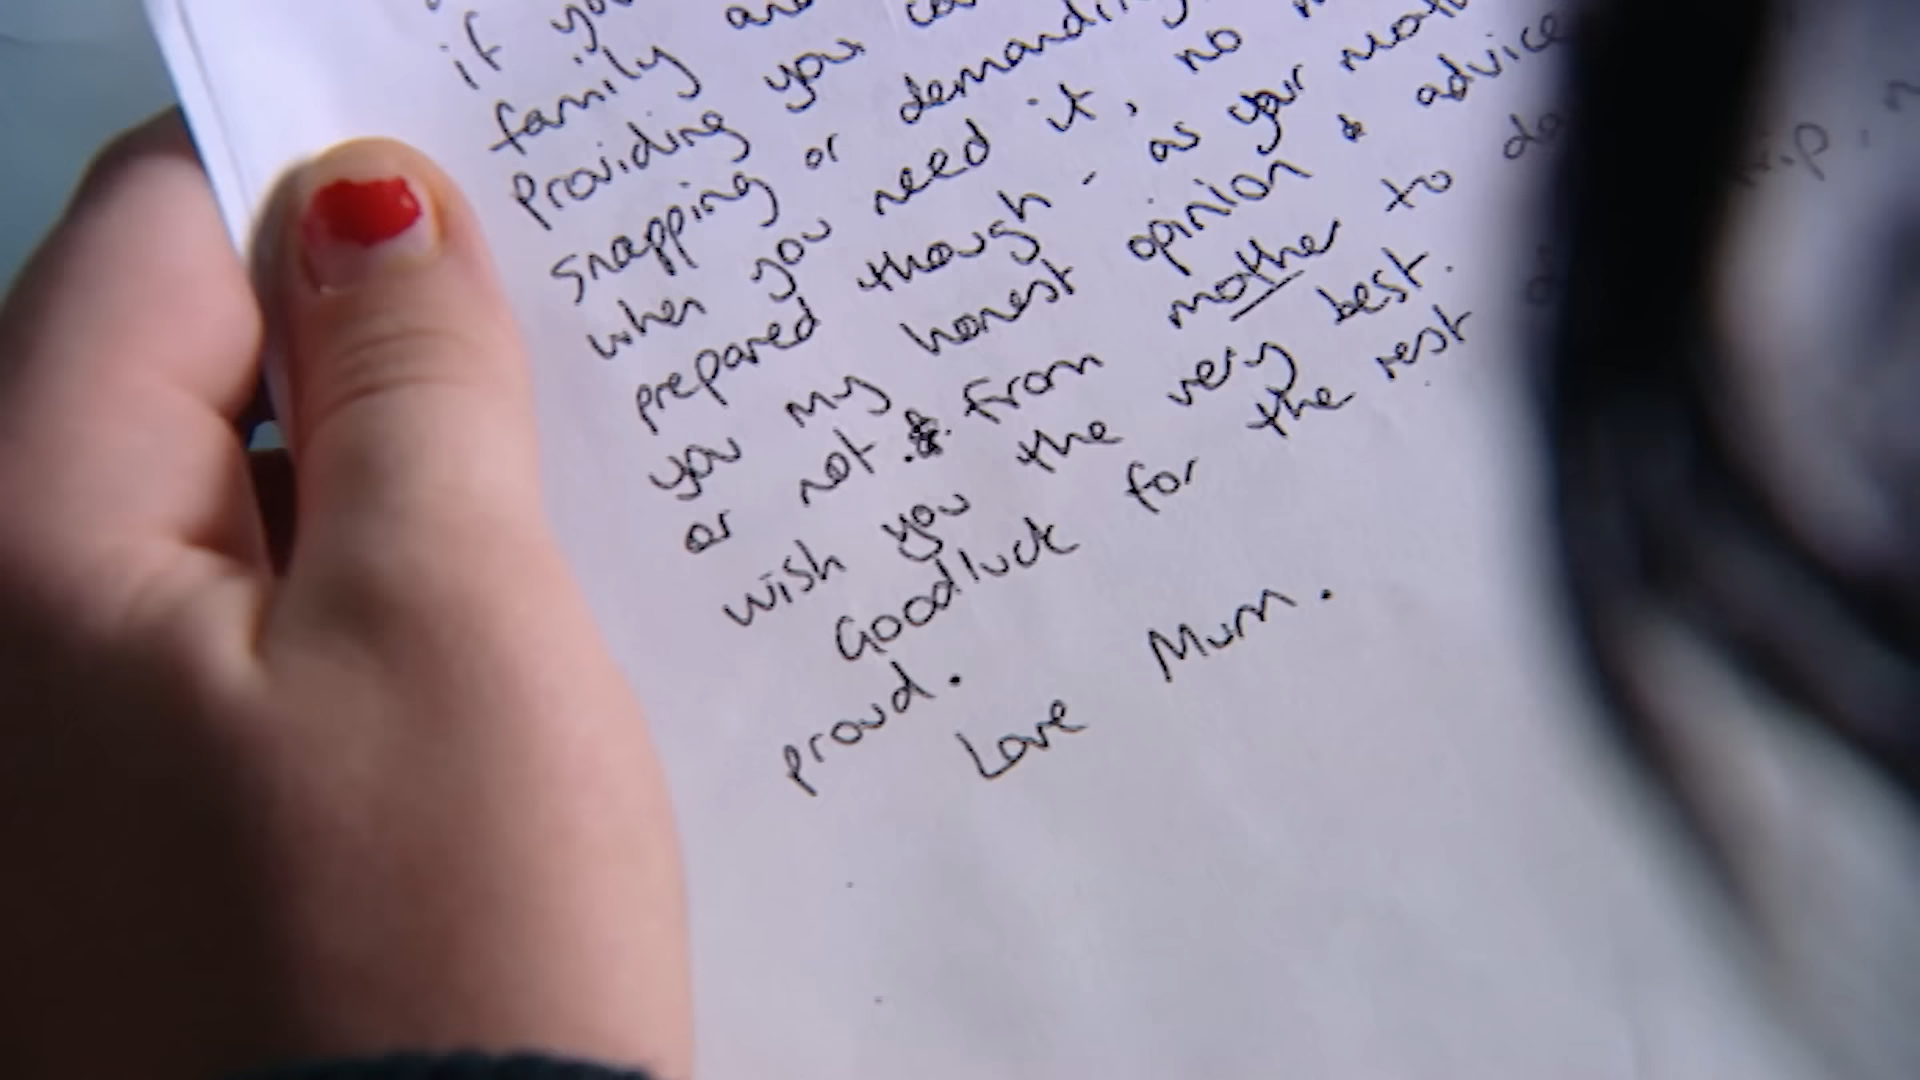 if you
family
Providing you
snapping or demanding
when you need it, no
prepared though - as your
you my honest opinion & advice
or not. From mother to
wish you the very best.
Goodluck for the rest
proud.
Love Mum.